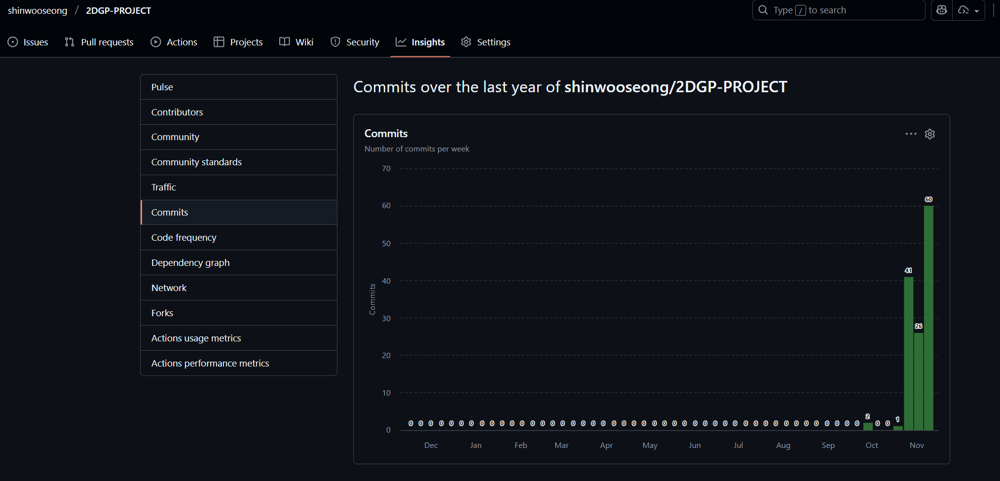 shinwooseong / 2DGP-PROJECT
Type / to search
Issues
Pull requests
Actions
Projects
Wiki
Security
Insights
Settings
Pulse
Contributors
Community
Community standards
Traffic
Commits
Code frequency
Dependency graph
Network
Forks
Actions usage metrics
Actions performance metrics
Commits over the last year of shinwooseong/2DGP-PROJECT
Commits
Number of commits per week
Commits
70
60
50
40
30
20
10
0
0 0 0 0 0 0 0 0 0 0 0 0 0 0 0 0 0 0 0 0 0 0 0 0 0 0 0 0 0 0 0 0 0 0 0 0 0 0 0 0 0 0 0 0 0 2 0 0 1 41 26 60
Dec Jan Feb Mar Apr May Jun Jul Aug Sep Oct Nov